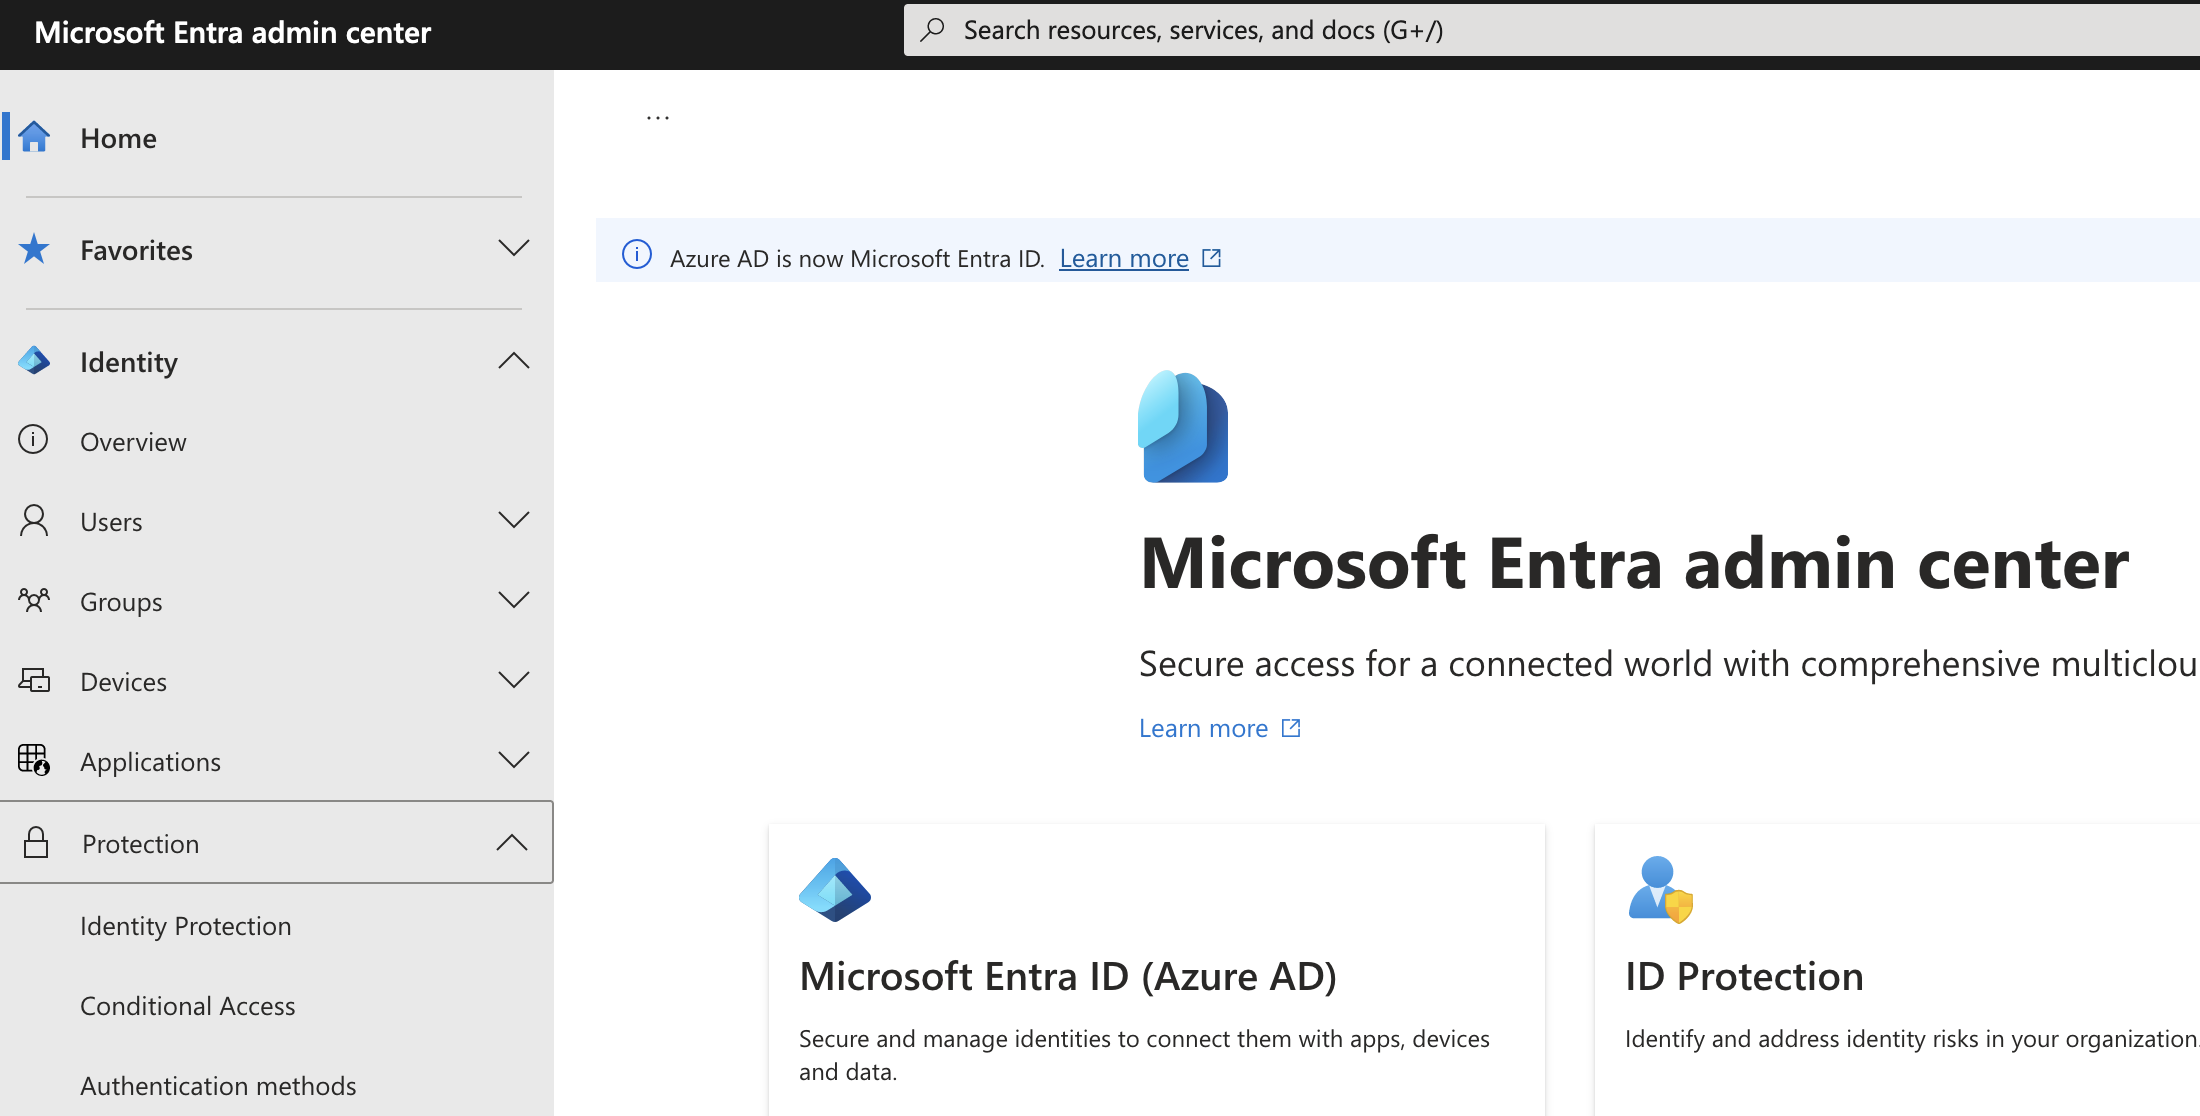 Microsoft Entra admin center
Search resources, services, and docs (G+/)
Home
Favorites
Identity
Overview
Users
Groups
Devices
Applications
Protection
Identity Protection
Conditional Access
Authentication methods
...
Azure AD is now Microsoft Entra ID. Learn more
Microsoft Entra admin center
Secure access for a connected world with comprehensive multiclou
Learn more
Microsoft Entra ID (Azure AD)
Secure and manage identities to connect them with apps, devices
and data.
ID Protection
Identify and address identity risks in your organization.